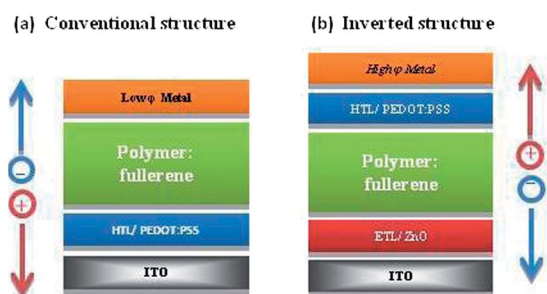 (a) Conventional structure
Low φ Metal
Polymer:
fullerene
HTL/ PEDOT:PSS
ITO
−
+
(b) Inverted structure
High φ Metal
HTL/ PEDOT:PSS
Polymer:
fullerene
ETL/ ZnO
ITO
+
−